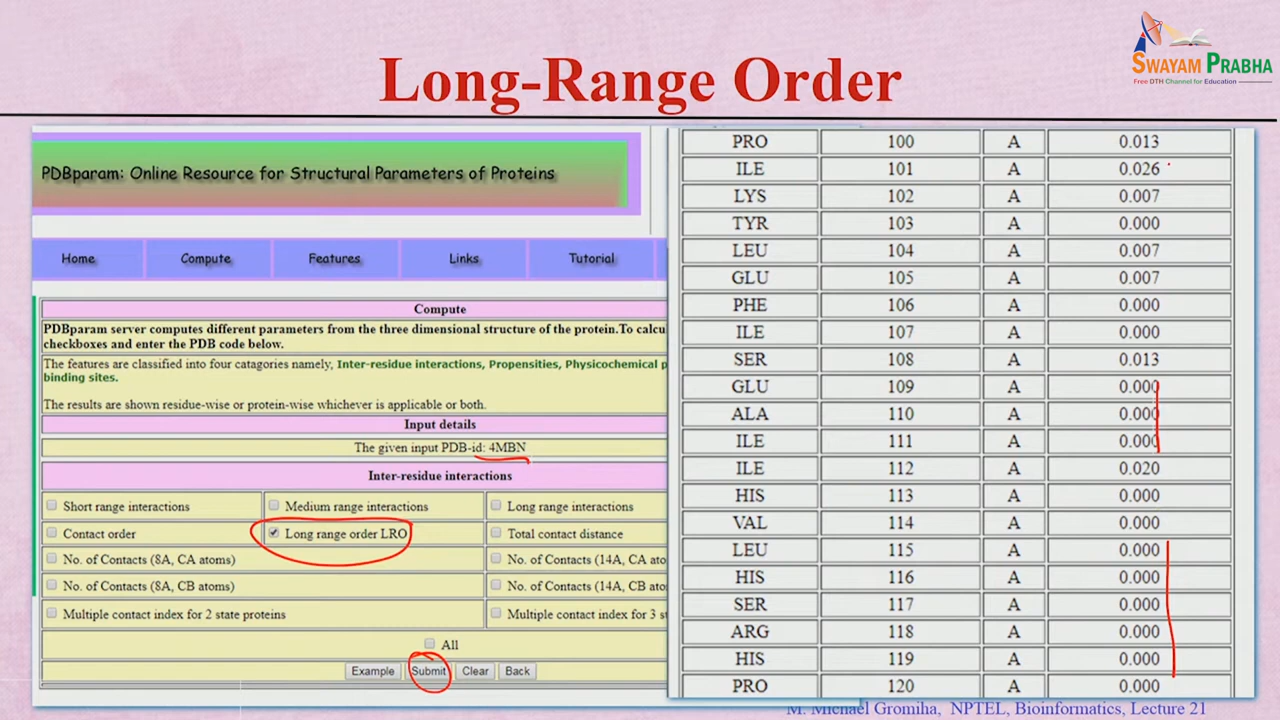 Long-Range Order
SWAYAM PRABHA
Free DTH Channel for Education
PDBparam: Online Resource for Structural Parameters of Proteins
Home Compute Features Links Tutorial
Compute
PDBparam server computes different parameters from the three dimensional structure of the protein.To calcu
checkboxes and enter the PDB code below.
The features are classified into four catagories namely, Inter-residue interactions, Propensities, Physicochemical p
binding sites.
The results are shown residue-wise or protein-wise whichever is applicable or both.
Input details
The given input PDB-id: 4MBN
Inter-residue interactions
Short range interactions Medium range interactions Long range interactions
Contact order Long range order LRO Total contact distance
No. of Contacts (8A, CA atoms) No. of Contacts (14A, CA ato
No. of Contacts (8A, CB atoms) No. of Contacts (14A, CB ato
Multiple contact index for 2 state proteins Multiple contact index for 3 st
All
Example Submit Clear Back
PRO 100 A 0.013
ILE 101 A 0.026
LYS 102 A 0.007
TYR 103 A 0.000
LEU 104 A 0.007
GLU 105 A 0.007
PHE 106 A 0.000
ILE 107 A 0.000
SER 108 A 0.013
GLU 109 A 0.000
ALA 110 A 0.000
ILE 111 A 0.000
ILE 112 A 0.020
HIS 113 A 0.000
VAL 114 A 0.000
LEU 115 A 0.000
HIS 116 A 0.000
SER 117 A 0.000
ARG 118 A 0.000
HIS 119 A 0.000
PRO 120 A 0.000
M. Michael Gromiha, NPTEL, Bioinformatics, Lecture 21